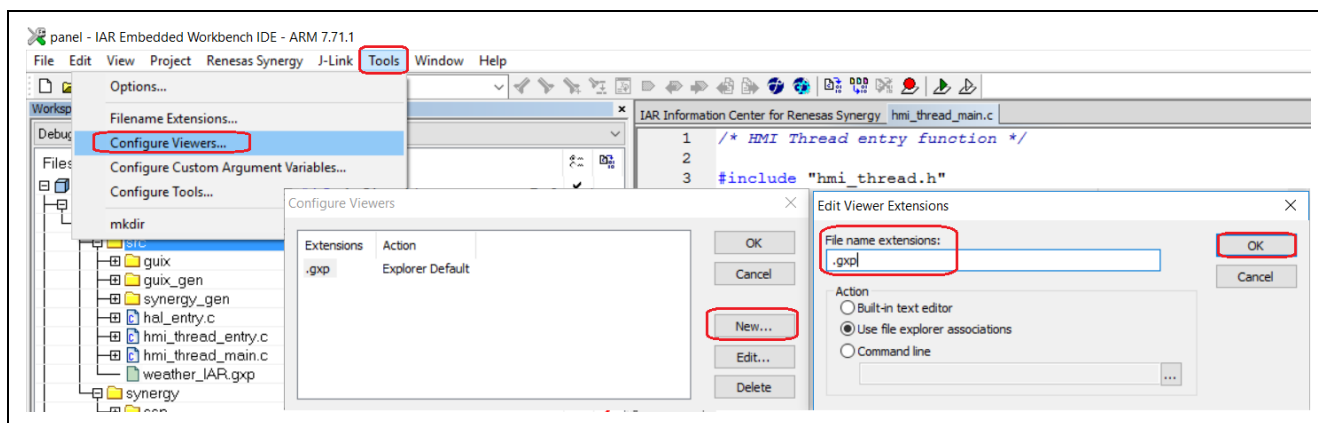 panel - IAR Embedded Workbench IDE - ARM 7.71.1
File Edit View Project Renesas Synergy J-Link Tools Window Help
Options...
Filename Extensions...
Configure Viewers...
Configure Custom Argument Variables...
Configure Tools...
mkdir
Worksp
Debug
Files
src
guix
guix_gen
synergy_gen
hal_entry.c
hmi_thread_entry.c
hmi_thread_main.c
weather_IAR.gxp
synergy
IAR Information Center for Renesas Synergy hmi_thread_main.c
1 /* HMI Thread entry function */
2
3 #include "hmi_thread.h"
Configure Viewers
Extensions Action
.gxp Explorer Default
OK
Cancel
New...
Edit...
Delete
Edit Viewer Extensions
File name extensions:
.gxp
OK
Cancel
Action
Built-in text editor
Use file explorer associations
Command line
...